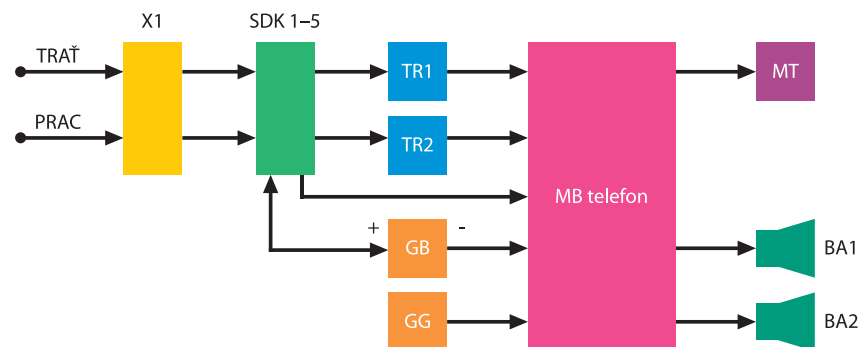 X1
SDK 1–5
TRAŤ
TR1
MT
PRAC
TR2
MB telefon
+
-
GB
BA1
GG
BA2